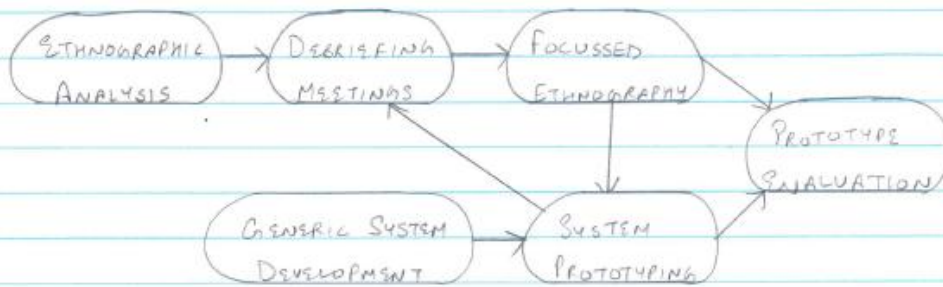 ETHNOGRAPHIC
ANALYSIS
DEBRIEFING
MEETINGS
FOCUSSED
ETHNOGRAPHY
PROTOTYPE
EVALUATION
GENERIC SYSTEM
DEVELOPMENT
SYSTEM
PROTOTYPING